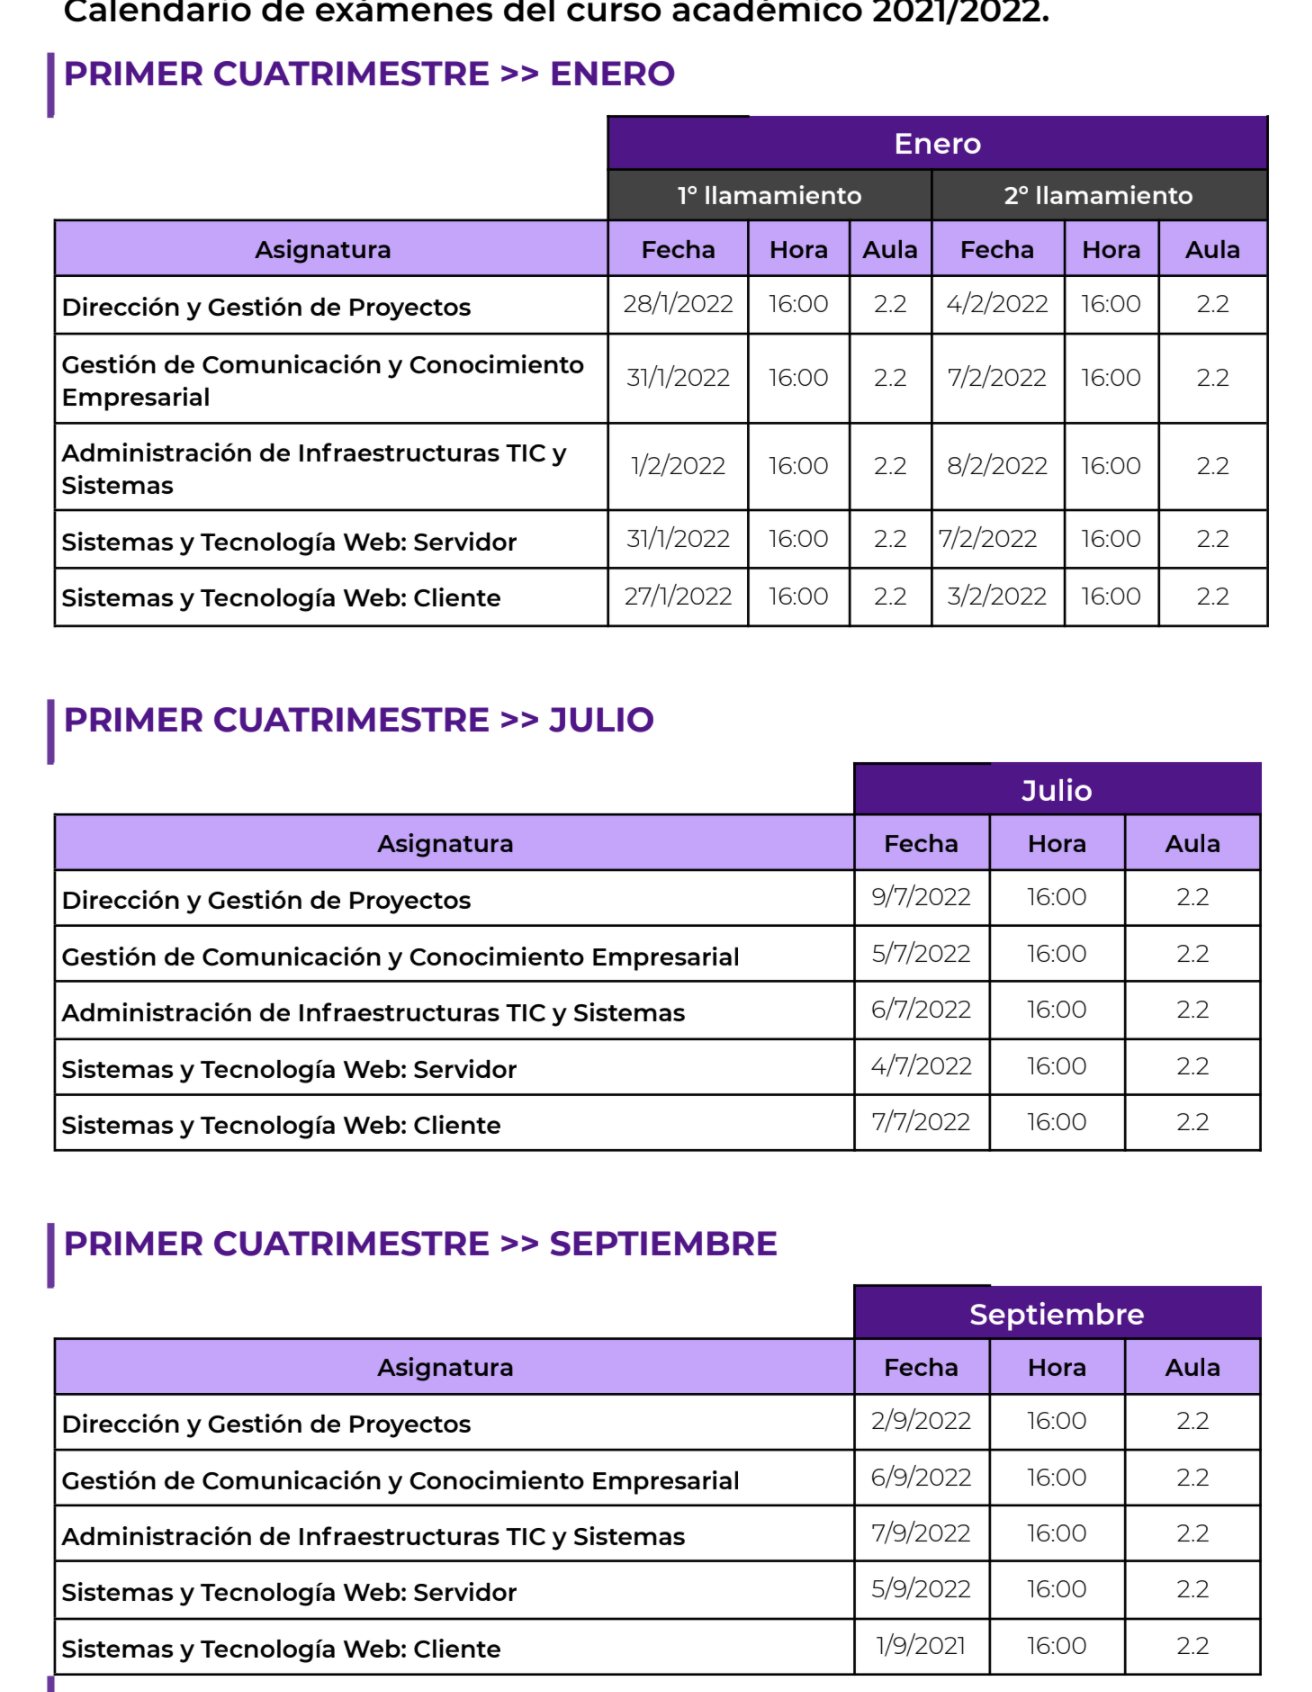 Calendario de exámenes del curso académico 2021/2022.
PRIMER CUATRIMESTRE >> ENERO
Enero
1º llamamiento 2º llamamiento
Asignatura Fecha Hora Aula Fecha Hora Aula
Dirección y Gestión de Proyectos 28/1/2022 16:00 2.2 4/2/2022 16:00 2.2
Gestión de Comunicación y Conocimiento
Empresarial 31/1/2022 16:00 2.2 7/2/2022 16:00 2.2
Administración de Infraestructuras TIC y
Sistemas 1/2/2022 16:00 2.2 8/2/2022 16:00 2.2
Sistemas y Tecnología Web: Servidor 31/1/2022 16:00 2.2 7/2/2022 16:00 2.2
Sistemas y Tecnología Web: Cliente 27/1/2022 16:00 2.2 3/2/2022 16:00 2.2
PRIMER CUATRIMESTRE >> JULIO
Julio
Asignatura Fecha Hora Aula
Dirección y Gestión de Proyectos 9/7/2022 16:00 2.2
Gestión de Comunicación y Conocimiento Empresarial 5/7/2022 16:00 2.2
Administración de Infraestructuras TIC y Sistemas 6/7/2022 16:00 2.2
Sistemas y Tecnología Web: Servidor 4/7/2022 16:00 2.2
Sistemas y Tecnología Web: Cliente 7/7/2022 16:00 2.2
PRIMER CUATRIMESTRE >> SEPTIEMBRE
Septiembre
Asignatura Fecha Hora Aula
Dirección y Gestión de Proyectos 2/9/2022 16:00 2.2
Gestión de Comunicación y Conocimiento Empresarial 6/9/2022 16:00 2.2
Administración de Infraestructuras TIC y Sistemas 7/9/2022 16:00 2.2
Sistemas y Tecnología Web: Servidor 5/9/2022 16:00 2.2
Sistemas y Tecnología Web: Cliente 1/9/2021 16:00 2.2